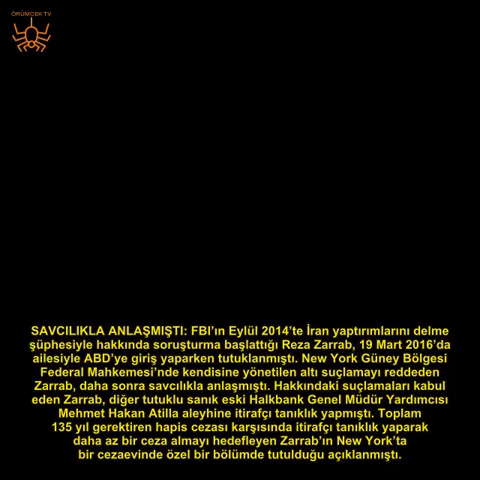 ÖRÜMCEK TV
SAVCILIKLA ANLAŞMIŞTI: FBI’ın Eylül 2014’te İran yaptırımlarını delme
şüphesiyle hakkında soruşturma başlattığı Reza Zarrab, 19 Mart 2016’da
ailesiyle ABD’ye giriş yaparken tutuklanmıştı. New York Güney Bölgesi
Federal Mahkemesi’nde kendisine yönetilen altı suçlamayı reddeden
Zarrab, daha sonra savcılıkla anlaşmıştı. Hakkındaki suçlamaları kabul
eden Zarrab, diğer tutuklu sanık eski Halkbank Genel Müdür Yardımcısı
Mehmet Hakan Atilla aleyhine itirafçı tanıklık yapmıştı. Toplam
135 yıl gerektiren hapis cezası karşısında itirafçı tanıklık yaparak
daha az bir ceza almayı hedefleyen Zarrab’ın New York’ta
bir cezaevinde özel bir bölümde tutulduğu açıklanmıştı.